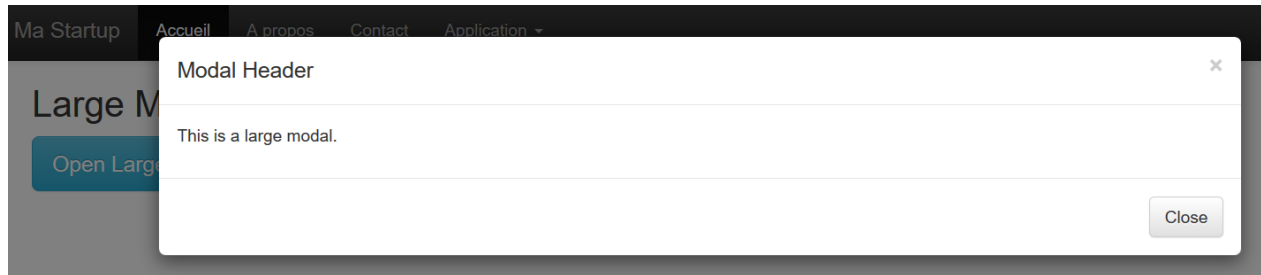 Ma Startup Accueil A propos Contact Application
Modal Header ×
Large M
This is a large modal.
Open Large
Close